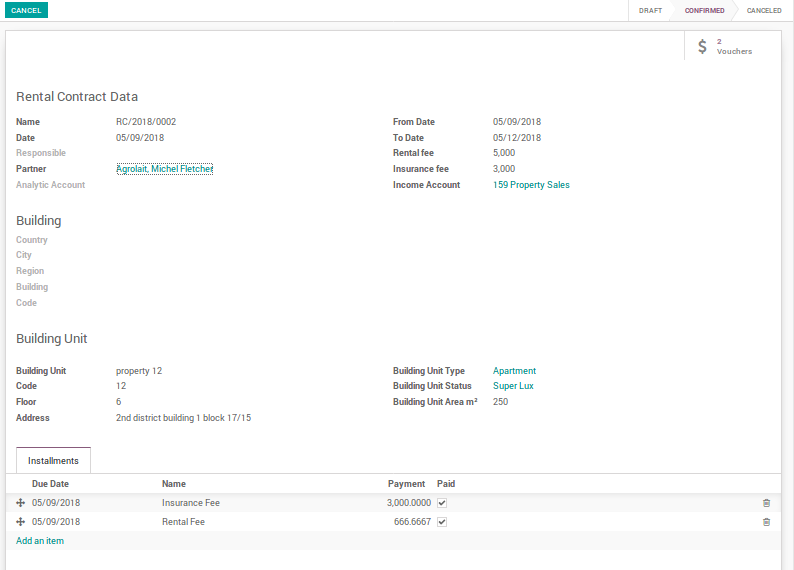 CANCEL
DRAFT CONFIRMED CANCELED
$ 2 Vouchers
Rental Contract Data
Name RC/2018/0002 From Date 05/09/2018
Date 05/09/2018 To Date 05/12/2018
Responsible Rental fee 5,000
Partner Agrolait, Michel Fletcher Insurance fee 3,000
Analytic Account Income Account 159 Property Sales
Building
Country
City
Region
Building
Code
Building Unit
Building Unit property 12 Building Unit Type Apartment
Code 12 Building Unit Status Super Lux
Floor 6 Building Unit Area m² 250
Address 2nd district building 1 block 17/15
Installments
Due Date Name Payment Paid
05/09/2018 Insurance Fee 3,000.0000
05/09/2018 Rental Fee 666.6667
Add an item